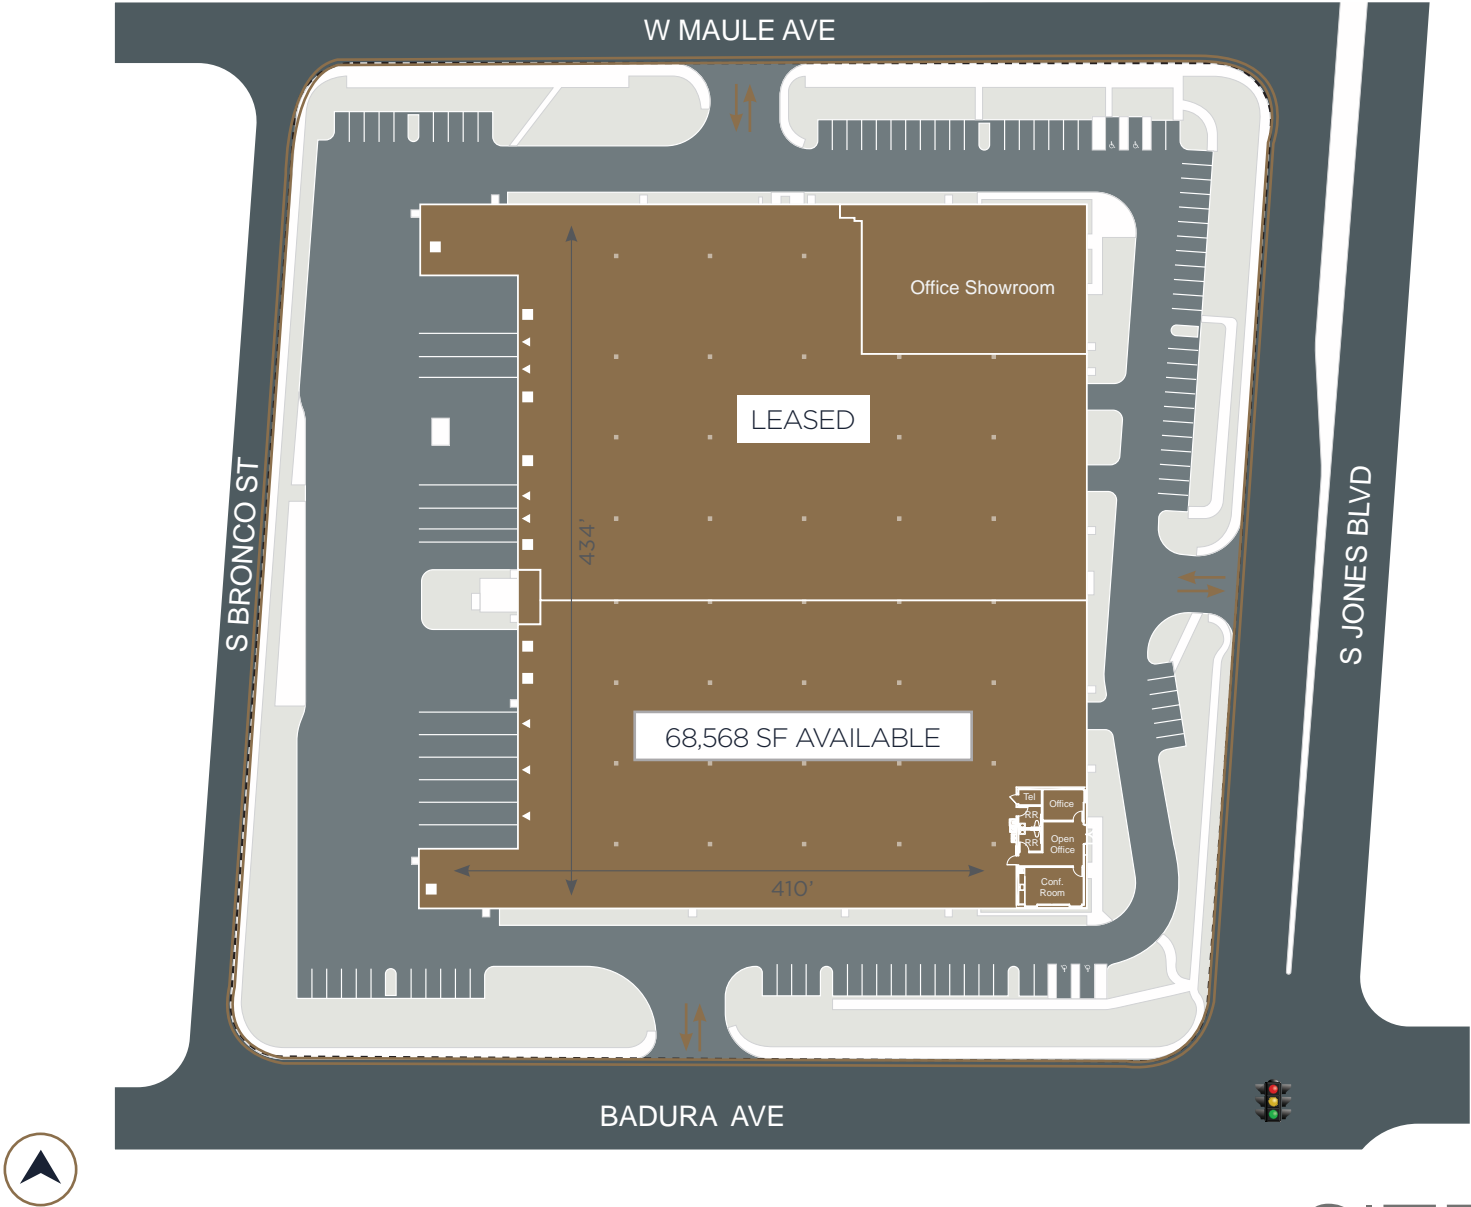 W MAULE AVE
Office Showroom
LEASED
S BRONCO ST
434'
S JONES BLVD
68,568 SF AVAILABLE
Tel
Office
RR
RR
Open
Office
410'
Conf.
Room
BADURA AVE